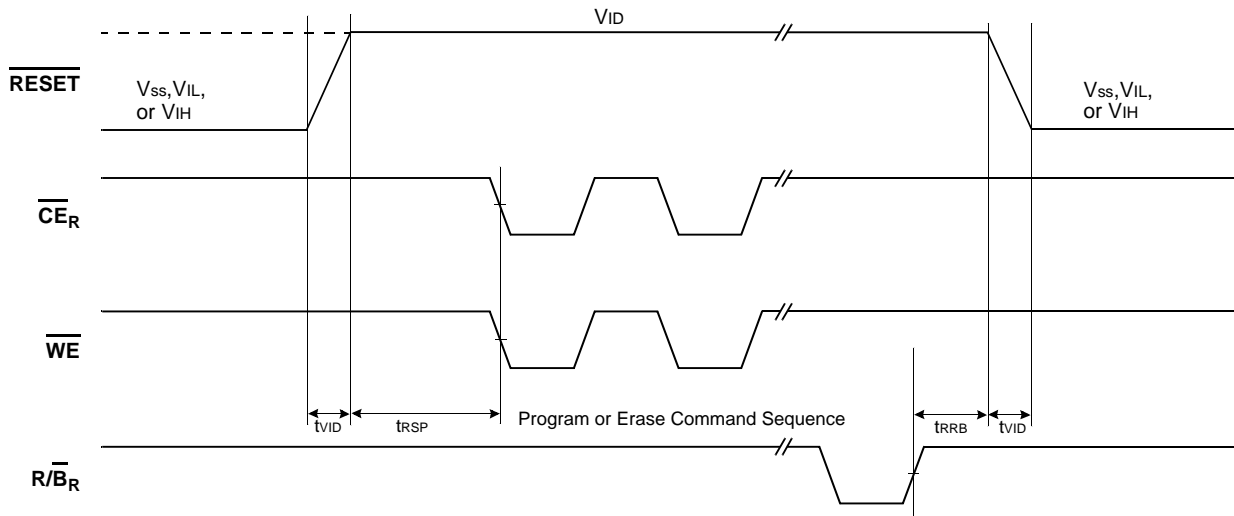 VID
RESET
Vss,VIL,
or VIH
Vss,VIL,
or VIH
CER
WE
Program or Erase Command Sequence
tVID
tRSP
tRRB
tVID
R/BR